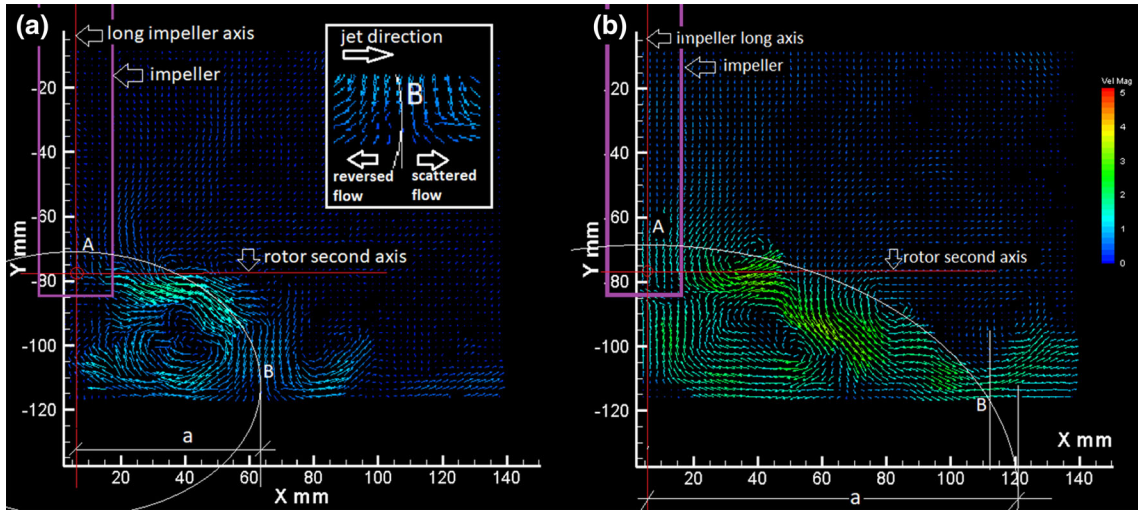 (a)
long impeller axis
impeller
jet direction
B
reversed
flow
scattered
flow
-20
-40
-60
-80
-100
-120
Y mm
A
rotor second axis
B
a
20
40
60
80
100
120
140
X mm
(b)
impeller long axis
impeller
Vel Mag
5
4
3
2
1
0
-20
-40
-60
-80
-100
-120
Y mm
A
rotor second axis
B
X mm
20
40
60
80
100
120
140
a